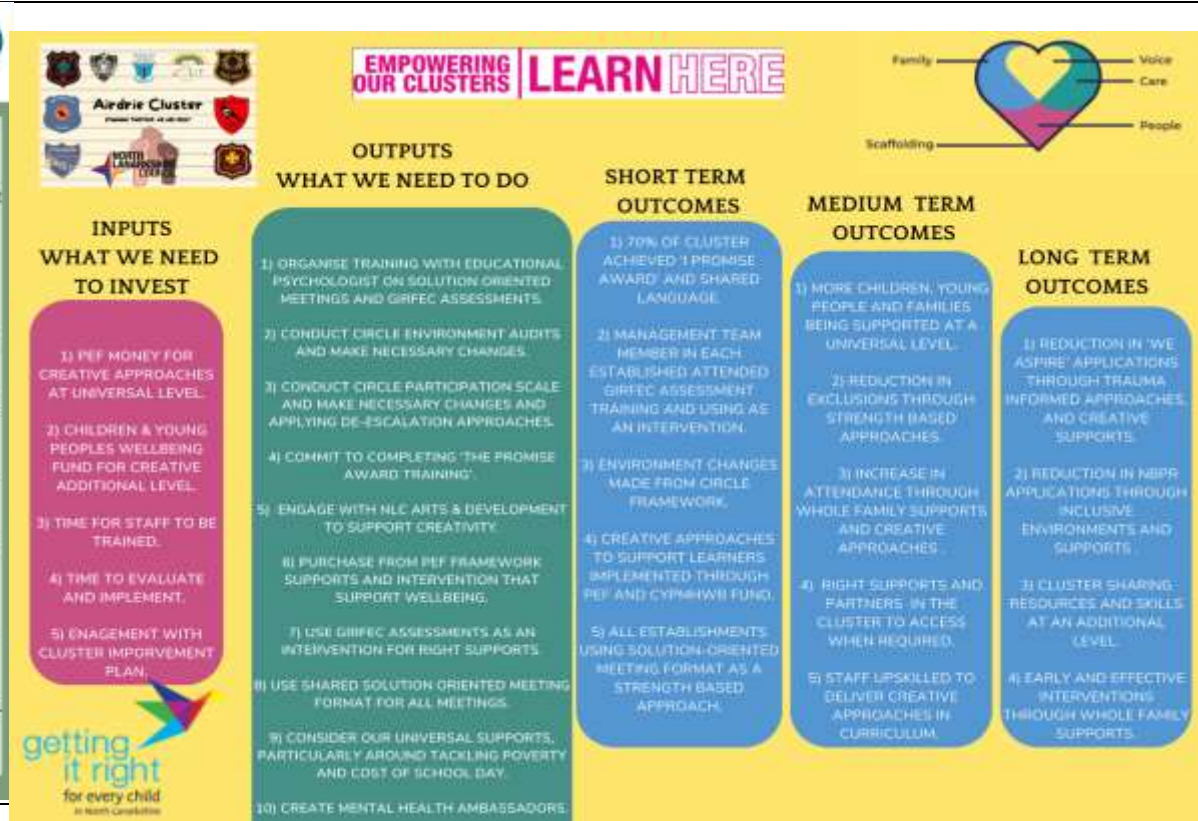 Airdrie Cluster
NORTH
LANARKSHIRE
COUNCIL
EMPOWERING
OUR CLUSTERS
LEARN HERE
Family
Voice
Care
People
Scaffolding
INPUTS
WHAT WE NEED
TO INVEST
1) PEF MONEY FOR
CREATIVE APPROACHES
AT UNIVERSAL LEVEL.
2) CHILDREN & YOUNG
PEOPLES WELLBEING
FUND FOR CREATIVE
ADDITIONAL LEVEL.
3) TIME FOR STAFF TO BE
TRAINED.
4) TIME TO EVALUATE
AND IMPLEMENT.
5) ENAGEMENT WITH
CLUSTER IMPORVEMENT
PLAN.
getting
it right
for every child
in North Lanarkshire
OUTPUTS
WHAT WE NEED TO DO
1) ORGANISE TRAINING WITH EDUCATIONAL
PSYCHOLOGIST ON SOLUTION ORIENTED
MEETINGS AND GIRFEC ASSESSMENTS.
2) CONDUCT CIRCLE ENVIRONMENT AUDITS
AND MAKE NECESSARY CHANGES.
3) CONDUCT CIRCLE PARTICIPATION SCALE
AND MAKE NECESSARY CHANGES AND
APPLYING DE-ESCALATION APPROACHES.
4) COMMIT TO COMPLETING 'THE PROMISE
AWARD TRAINING'.
5) ENGAGE WITH NLC ARTS & DEVELOPMENT
TO SUPPORT CREATIVITY.
6) PURCHASE FROM PEF FRAMEWORK
SUPPORTS AND INTERVENTION THAT
SUPPORT WELLBEING.
7) USE GIRFEC ASSESSMENTS AS AN
INTERVENTION FOR RIGHT SUPPORTS.
8) USE SHARED SOLUTION ORIENTED MEETING
FORMAT FOR ALL MEETINGS.
9) CONSIDER OUR UNIVERSAL SUPPORTS,
PARTICULARLY AROUND TACKLING POVERTY
AND COST OF SCHOOL DAY.
10) CREATE MENTAL HEALTH AMBASSADORS.
SHORT TERM
OUTCOMES
1) 70% OF CLUSTER
ACHIEVED 'I PROMISE
AWARD' AND SHARED
LANGUAGE.
2) MANAGEMENT TEAM
MEMBER IN EACH
ESTABLISHED ATTENDED
GIRFEC ASSESSMENT
TRAINING AND USING AS
AN INTERVENTION.
3) ENVIRONMENT CHANGES
MADE FROM CIRCLE
FRAMEWORK.
4) CREATIVE APPROACHES
TO SUPPORT LEARNERS
IMPLEMENTED THROUGH
PEF AND CYPMHWB FUND.
5) ALL ESTABLISHMENTS
USING SOLUTION-ORIENTED
MEETING FORMAT AS A
STRENGTH BASED
APPROACH.
MEDIUM TERM
OUTCOMES
1) MORE CHILDREN, YOUNG
PEOPLE AND FAMILIES
BEING SUPPORTED AT A
UNIVERSAL LEVEL.
2) REDUCTION IN
EXCLUSIONS THROUGH
STRENGTH BASED
APPROACHES.
3) INCREASE IN
ATTENDANCE THROUGH
WHOLE FAMILY SUPPORTS
AND CREATIVE
APPROACHES .
4) RIGHT SUPPORTS AND
PARTNERS IN THE
CLUSTER TO ACCESS
WHEN REQUIRED.
5) STAFF UPSKILLED TO
DELIVER CREATIVE
APPROACHES IN
CURRICULUM.
LONG TERM
OUTCOMES
1) REDUCTION IN 'WE
ASPIRE' APPLICATIONS
THROUGH TRAUMA
INFORMED APPROACHES,
AND CREATIVE
SUPPORTS.
2) REDUCTION IN NBPR
APPLICATIONS THROUGH
INCLUSIVE
ENVIRONMENTS AND
SUPPORTS .
3) CLUSTER SHARING
RESOURCES AND SKILLS
AT AN ADDITIONAL
LEVEL.
4) EARLY AND EFFECTIVE
INTERVENTIONS
THROUGH WHOLE FAMILY
SUPPORTS.